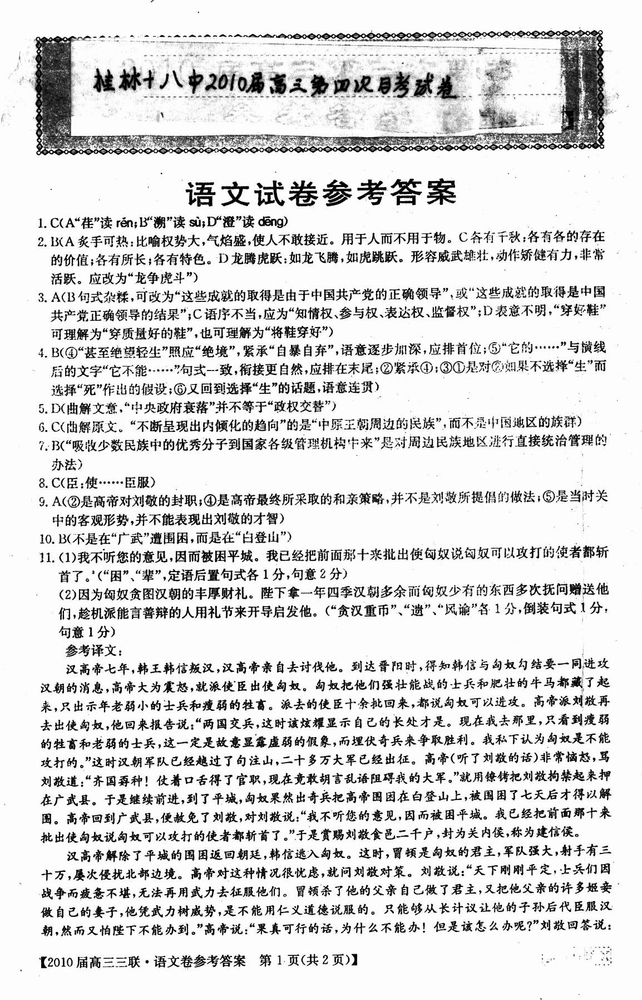 桂林十八中2010届高三第四次月考试卷
语文试卷参考答案
1. C(A“荏”读 rěn;B“溯”读 sù;D“澄”读 dēng)
2. B(A 炙手可热:比喻权势大,气焰盛,使人不敢接近。用于人而不用于物。C 各有千秋:各有各的存在
的价值;各有所长;各有特色。D 龙腾虎跃:如龙飞腾,如虎跳跃。形容威武雄壮,动作矫健有力,非常
活跃。应改为“龙争虎斗”)
3. A(B 句式杂糅,可改为“这些成就的取得是由于中国共产党的正确领导”,或“这些成就的取得是中国
共产党正确领导的结果”;C 语序不当,应为“知情权、参与权、表达权、监督权”;D 表意不明,“穿好鞋”
可理解为“穿质量好的鞋”,也可理解为“将鞋穿好”)
4. B(④“甚至绝望轻生”照应“绝境”,紧承“自暴自弃”,语意逐步加深,应排首位;⑤“它的……”与横线
后的文字“它不能……”句式一致,衔接更自然,应排在末尾;②紧承④;③①是对②如果不选择“生”而
选择“死”作出的假设;⑥又回到选择“生”的话题,语意连贯)
5. D(曲解文意,“中央政府衰落”并不等于“政权交替”)
6. C(曲解原文。“不断呈现出内倾化的趋向”的是“中原王朝周边的民族”,而不是中国地区的族群)
7. B(“吸收少数民族中的优秀分子到国家各级管理机构中来”是对周边民族地区进行直接统治管理的
办法)
8. C(臣:使……臣服)
9. A(②是高帝对刘敬的封职;④是高帝最终所采取的和亲策略,并不是刘敬所提倡的做法;⑤是当时关
中的客观形势,并不能表现出刘敬的才智)
10. B(不是在“广武”遭围困,而是在“白登山”)
11. (1)我不听您的意见,因而被困平城。我已经把前面那十来批出使匈奴说匈奴可以攻打的使者都斩
首了。(“困”、“辈”,定语后置句式各 1 分,句意 2 分)
(2)因为匈奴贪图汉朝的丰厚财礼。陛下拿一年四季汉朝多余而匈奴少有的东西多次抚问赠送他
们,趁机派能言善辩的人用礼节来开导启发他。(“贪汉重币”、“遗”、“风谕”各 1 分,倒装句式 1 分,
句意 1 分)
参考译文:
汉高帝七年,韩王韩信叛汉,汉高帝亲自去讨伐他。到达晋阳时,得知韩信与匈奴勾结要一同进攻
汉朝的消息,高帝大为震怒,就派使臣出使匈奴。匈奴把他们强壮能战的士兵和肥壮的牛马都藏了起
来,只出示年老弱小的士兵和瘦弱的牲畜。派去的使臣十余批回来,都说匈奴可以进攻。高帝派刘敬再
去出使匈奴,他回来报告说:“两国交兵,这时该炫耀显示自己的长处才是。现在我去那里,只看到瘦弱
的牲畜和老弱的士兵,这一定是故意显露虚弱的假象,而埋伏奇兵来争取胜利。我私下认为匈奴是不能
攻打的。”这时汉朝军队已经越过了句注山,二十多万大军已经出征。高帝(听了刘敬的话)非常恼怒,骂
刘敬道:“齐国孬种!仗着口舌得了官职,现在竟敢胡言乱语阻碍我的大军。”就用镣铐把刘敬拘禁起来押
在广武县。于是继续前进,到了平城,匈奴果然出奇兵把高帝围困在白登山上,被围困了七天后才得以解
围。高帝回到广武县,便赦免了刘敬,对刘敬说:“我不听您的意见,因而被困平城。我已经把前面那十来
批出使匈奴说匈奴可以攻打的使者都斩首了。”于是赏赐刘敬食邑二千户,封为关内侯,称为建信侯。
汉高帝解除了平城的围困返回朝廷,韩信逃入匈奴。这时,冒顿是匈奴的君主,军队强大,射手有三
十万,屡次侵扰北部边境。高帝对这种情况很忧虑,就问刘敬对策。刘敬说:“天下刚刚平定,士兵们因
战争而疲惫不堪,无法再用武力去征服他们。冒顿杀了他的父亲自己做了君主,又把他父亲的许多姬妾
做自己的妻子,他凭武力树威势,是不能用仁义道德说服的。只能够从长计议让他的子孙后代臣服汉
朝,然而又怕陛下不能办到。”高帝说:“果真可行的话,为什么不能办!但是该怎么办呢?”刘敬回答说:
【2010 届高三三联·语文卷参考答案 第 1 页(共 2 页)】